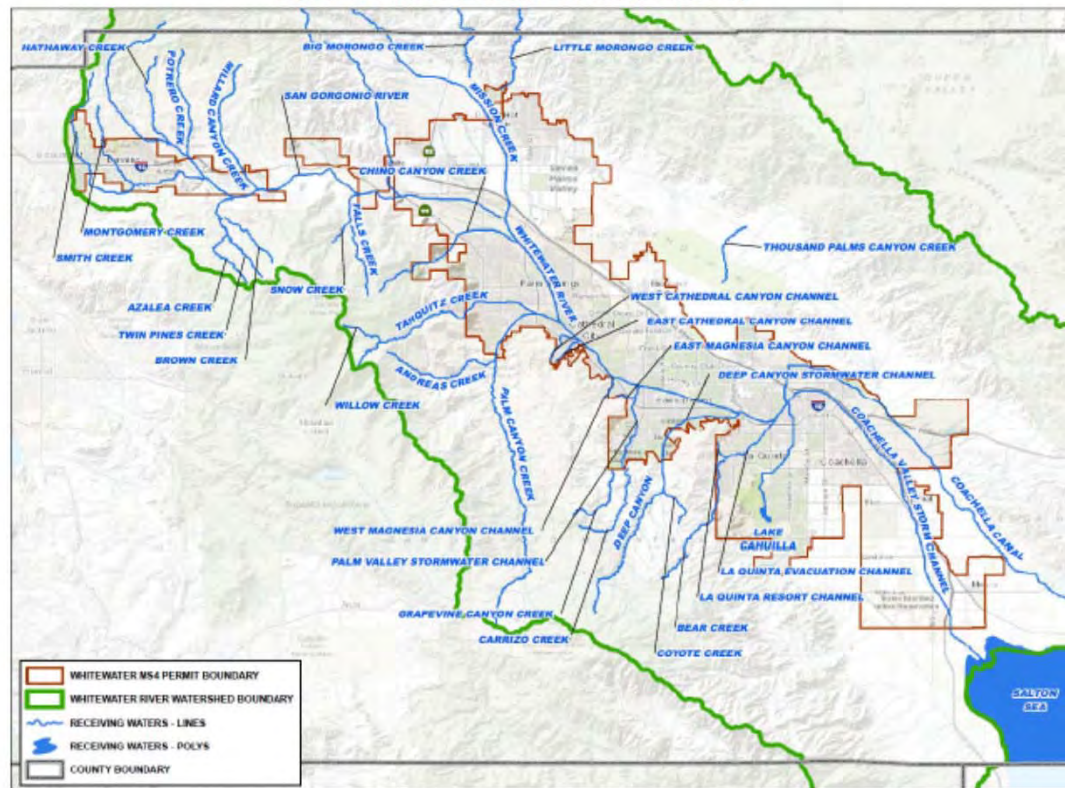 HATHAWAY CREEK
BIG MORONGO CREEK
LITTLE MORONGO CREEK
POTRERO CREEK
MILLARD CANYON CREEK
SAN GORGONIO RIVER
MISSION CREEK
CHINO CANYON CREEK
FALLS CREEK
WHITEWATER RIVER
MONTGOMERY CREEK
SMITH CREEK
THOUSAND PALMS CANYON CREEK
SNOW CREEK
AZALEA CREEK
TAHQUITZ CREEK
WEST CATHEDRAL CANYON CHANNEL
TWIN PINES CREEK
EAST CATHEDRAL CANYON CHANNEL
EAST MAGNESIA CANYON CHANNEL
BROWN CREEK
ANDREAS CREEK
DEEP CANYON STORMWATER CHANNEL
WILLOW CREEK
10
PALM CANYON CREEK
COACHELLA VALLEY STORM CHANNEL
COACHELLA CANAL
La Quinta
Coachella
WEST MAGNESIA CANYON CHANNEL
DEEP CANYON
LAKE
CAHUILLA
PALM VALLEY STORMWATER CHANNEL
LA QUINTA EVACUATION CHANNEL
LA QUINTA RESORT CHANNEL
GRAPEVINE CANYON CREEK
BEAR CREEK
CARRIZO CREEK
COYOTE CREEK
WHITEWATER MS4 PERMIT BOUNDARY
WHITEWATER RIVER WATERSHED BOUNDARY
RECEIVING WATERS - LINES
RECEIVING WATERS - POLYS
COUNTY BOUNDARY
SALTON
SEA